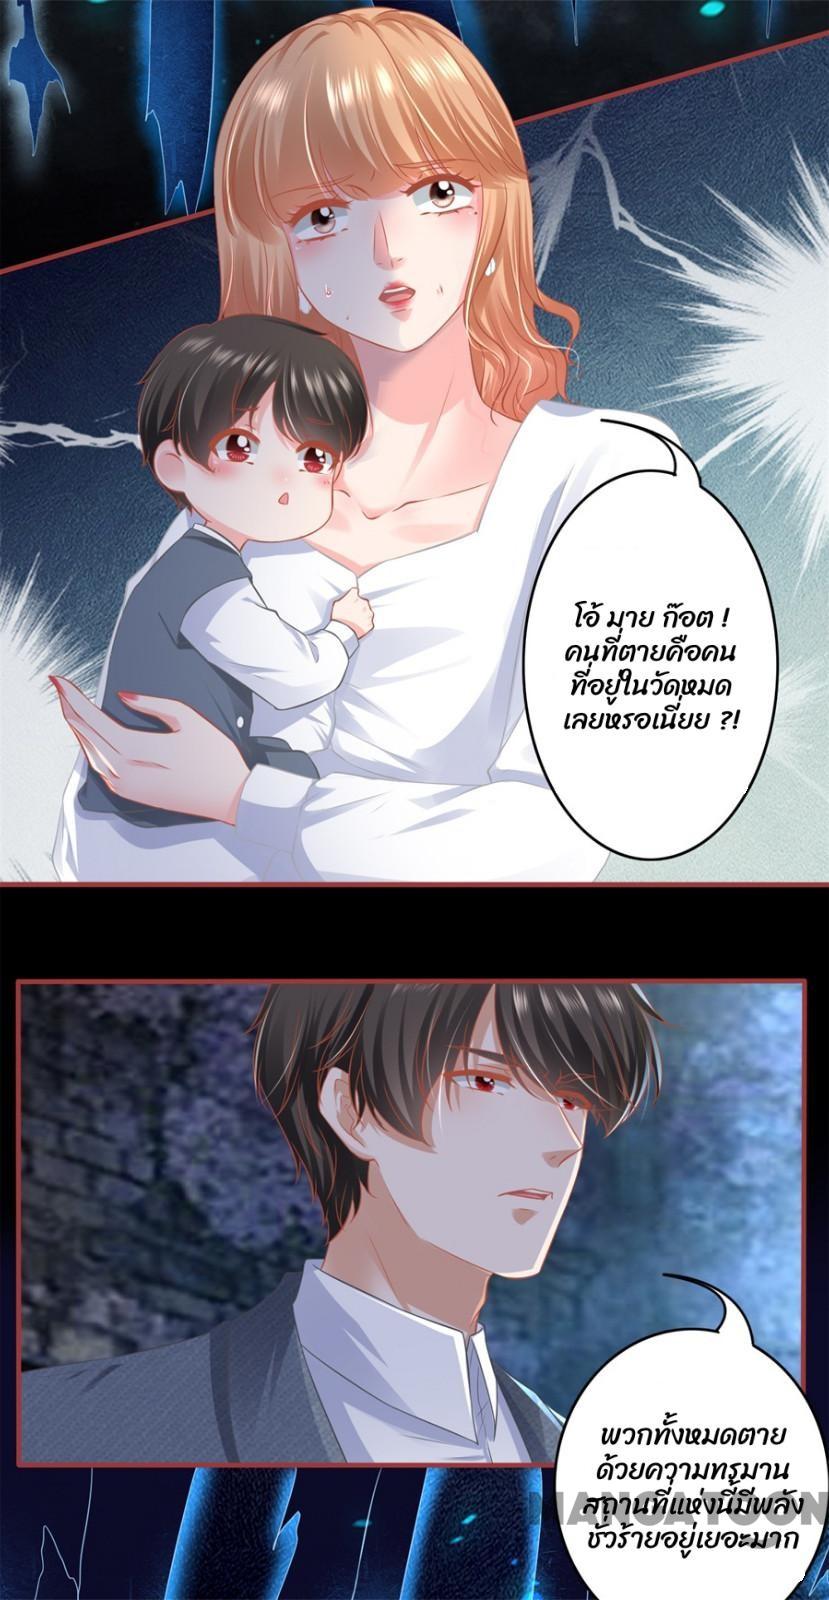 โอ้ มาย ก๊อต !
คนที่ตายคือคน
ที่อยู่ในวัดหมด
เลยหรอเนี่ยย ?!
พวกทั้งหมดตาย
ด้วยความทรมาน
สถานที่แห่งนี้มีพลัง
ชั่วร้ายอยู่เยอะมาก
MANGATOON